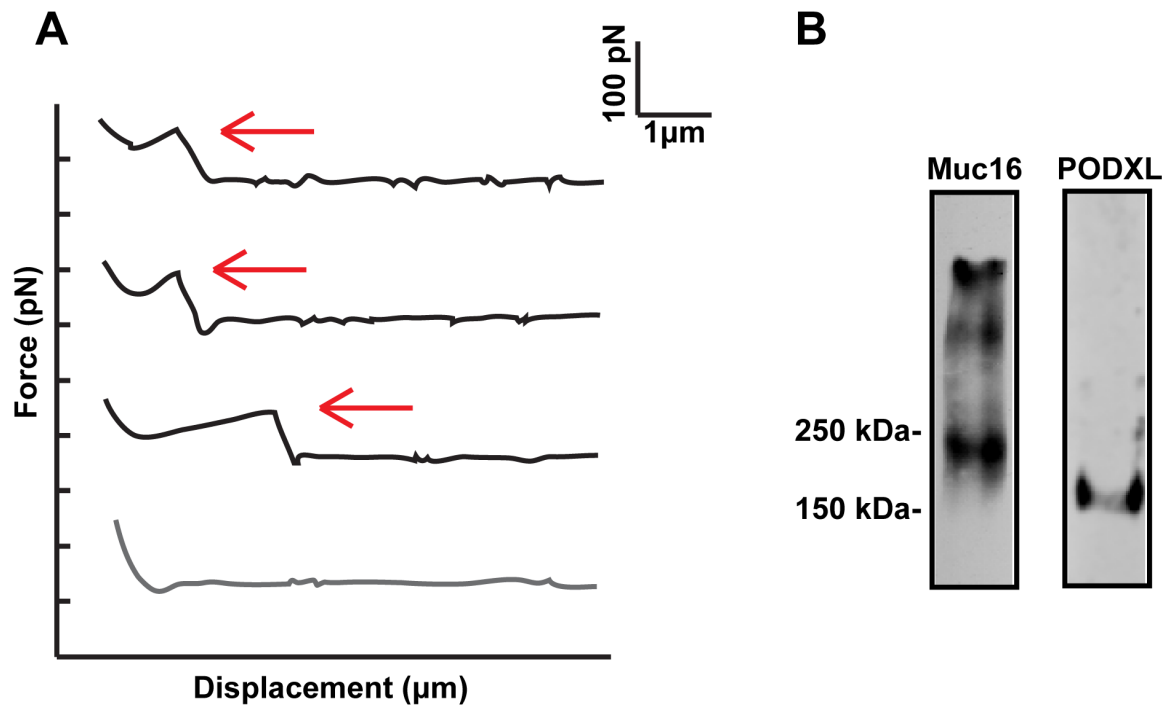 A
100 pN
1µm
Force (pN)
Displacement (µm)
B
Muc16 PODXL
250 kDa-
150 kDa-